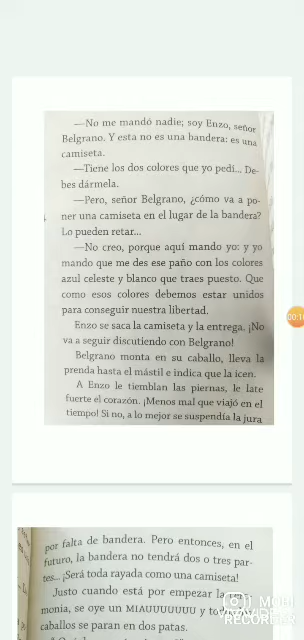 —No me mandó nadie; soy Enzo, señor
Belgrano. Y esta no es una bandera: es una
camiseta.
—Tiene los dos colores que yo pedí... De-
bes dármela.
—Pero, señor Belgrano, ¿cómo va a po-
ner una camiseta en el lugar de la bandera?
Lo pueden retar...
—No creo, porque aquí mando yo: y yo
mando que me des ese paño con los colores
azul celeste y blanco que traes puesto. Que
como esos colores debemos estar unidos
para conseguir nuestra libertad.
Enzo se saca la camiseta y la entrega. ¡No
va a seguir discutiendo con Belgrano!
Belgrano monta en su caballo, lleva la
prenda hasta el mástil e indica que la icen.
A Enzo le tiemblan las piernas, le late
fuerte el corazón. ¡Menos mal que viajó en el
tiempo! Si no, a lo mejor se suspendía la jura
00:1
por falta de bandera. Pero entonces, en el
futuro, la bandera no tendrá dos o tres par-
tes... ¡Será toda rayada como una camiseta!
Justo cuando está por empezar la
monia, se oye un MIAUUUUUUU y
caballos se paran en dos patas.
MOBI
RECORDER